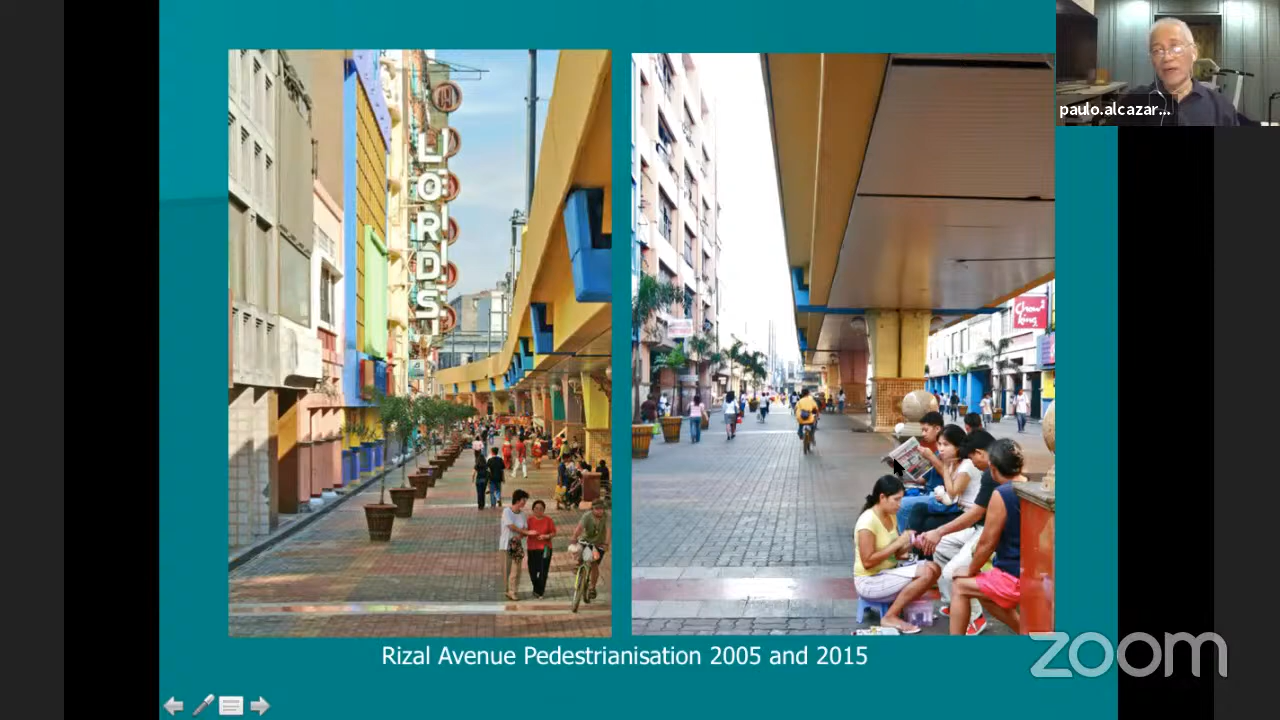 LORDS
Chow
king
paulo.alcazar...
Rizal Avenue Pedestrianisation 2005 and 2015
zoom